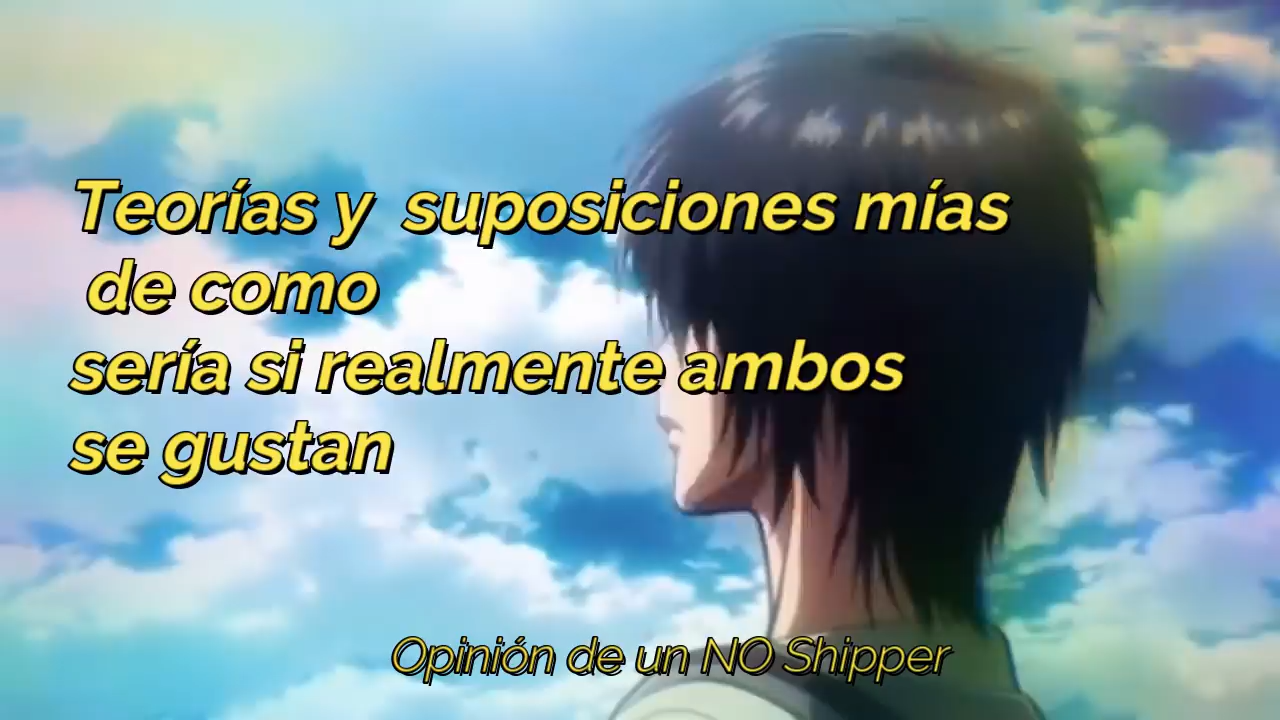 Teorías y suposiciones mías
de como
sería si realmente ambos
se gustan
Opinión de un NO Shipper